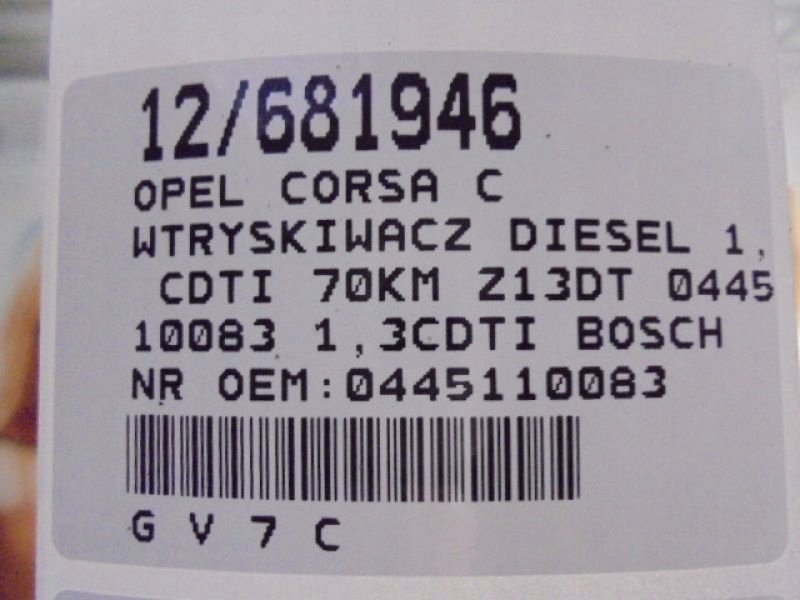 12/681946
OPEL CORSA C
WTRYSKIWACZ DIESEL 1,
CDTI 70KM Z13DT 0445
10083 1,3CDTI BOSCH
NR OEM:0445110083
G V 7 C